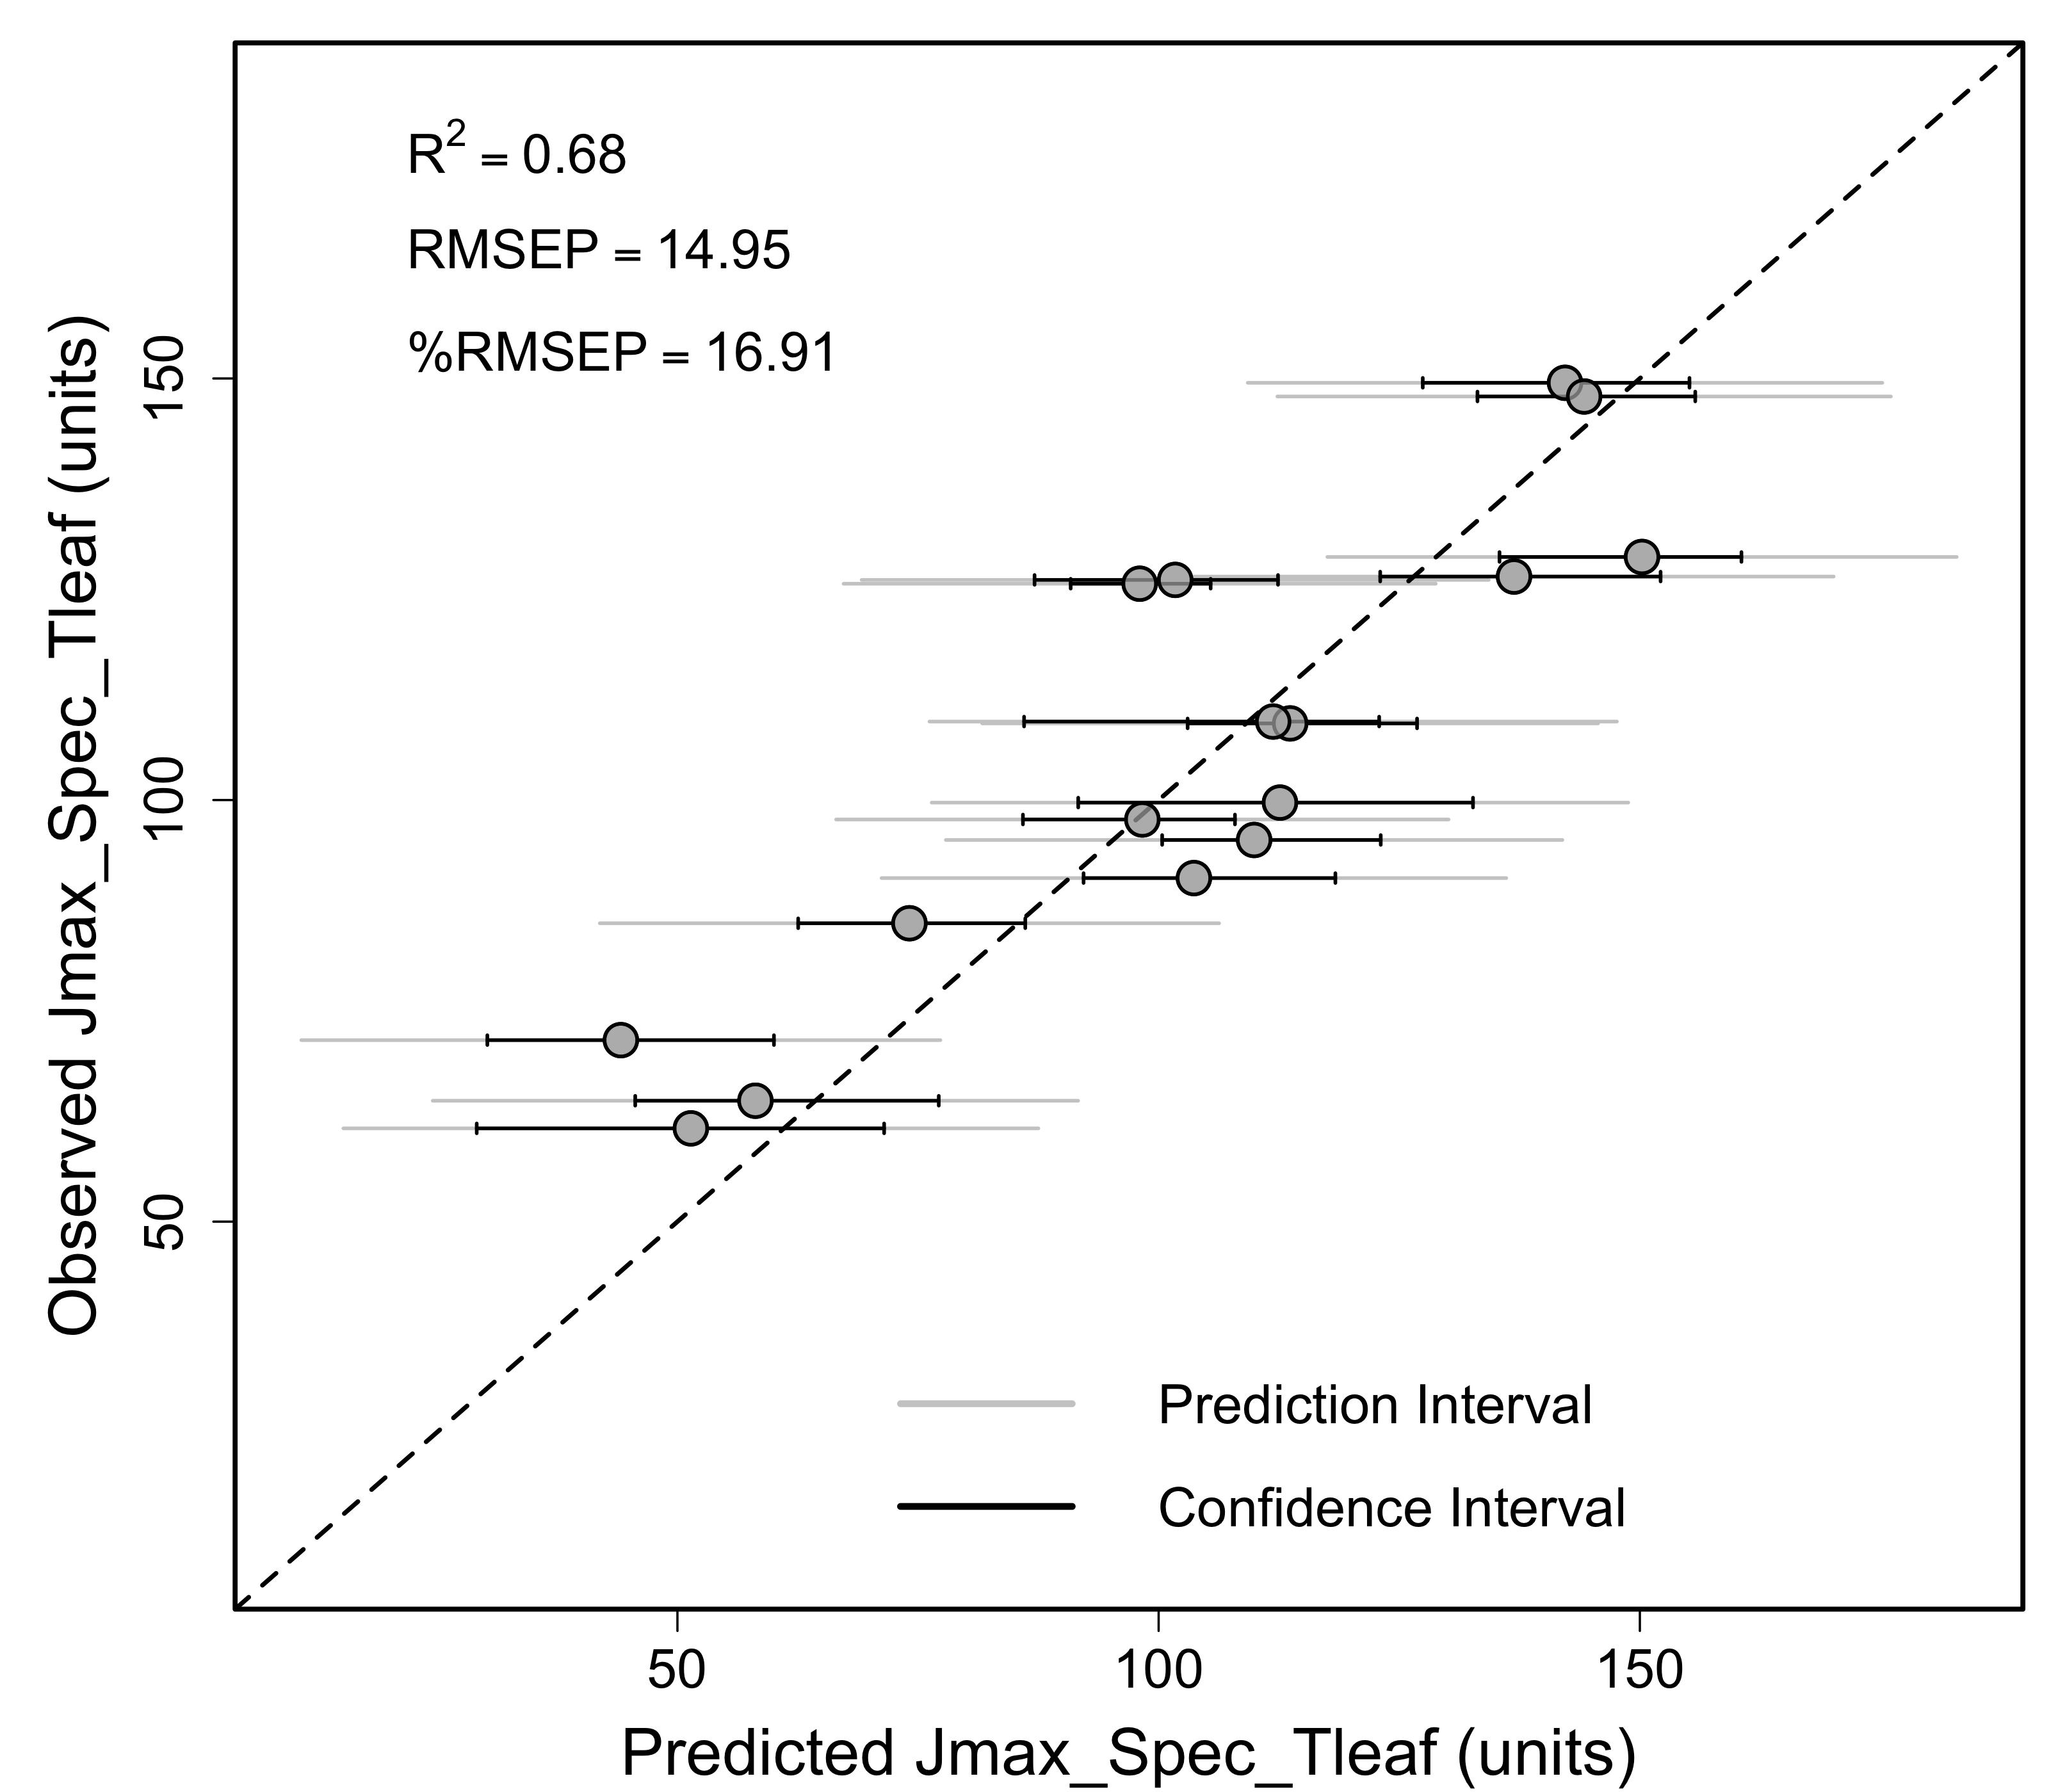 R² = 0.68
RMSEP = 14.95
%RMSEP = 16.91
Observed Jmax_Spec_Tleaf (units)
150
100
50
Prediction Interval
Confidence Interval
50 100 150
Predicted Jmax_Spec_Tleaf (units)